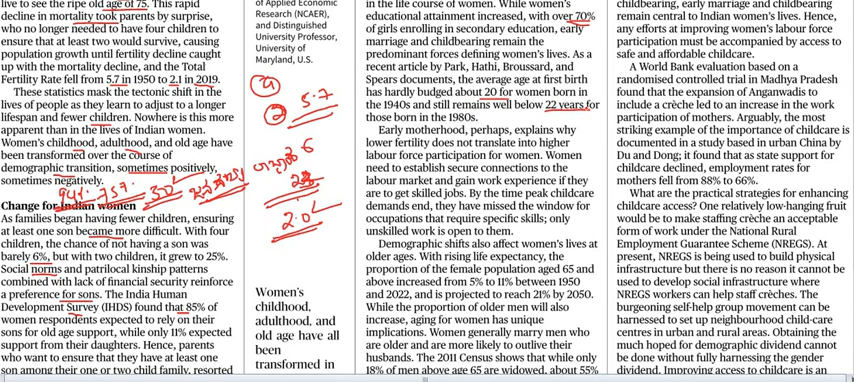 live to see the ripe old age of 75. This rapid
decline in mortality took parents by surprise,
who no longer needed to have four children
to ensure that at least two would survive, causing
population growth until fertility decline caught
up with the mortality decline, and the Total
Fertility Rate fell from 5.7 in 1950 to 2.1 in 2019.
These statistics mask the tectonic shift in the
lives of people as they learn to adjust to a longer
lifespan and fewer children. Nowhere is this more
apparent than in the lives of Indian women.
Women's childhood, adulthood, and old age have
been transformed over the course of
demographic transition, sometimes positively,
sometimes negatively.
Change for Indian women
As families began having fewer children, ensuring
at least one son became more difficult. With four
children, the chance of not having a son was
barely 6%, but with two children, it grew to 25%.
Social norms and patrilocal kinship patterns
combined with lack of financial security reinforce
a preference for sons. The India Human
Development Survey (IHDS) found that 85% of
women respondents expected to rely on their
sons for old age support, while only 11% expected
support from their daughters. Hence, parents
who want to ensure that they have at least one
son among their one or two child family, resorted
of Applied Economic
Research (NCAER),
and Distinguished
University Professor,
University of
Maryland, U.S.
5.7
6
2.0
Women's
childhood,
adulthood, and
old age have all
been
transformed in
in the life course of women. While women's
educational attainment increased, with over 70%
of girls enrolling in secondary education, early
marriage and childbearing remain the
predominant forces defining women's lives. As a
recent article by Park, Hathi, Broussard, and
Spears documents, the average age at first birth
has hardly budged from about 20 for women born in
the 1940s and still remains well below 22 years for
those born in the 1980s.
Early motherhood, perhaps, explains why
lower fertility does not translate into higher
labour force participation for women. Women
need to establish secure connections to the
labour market and gain work experience if they
are to get skilled jobs. By the time peak childcare
demands end, they have missed the window for
occupations that require specific skills; only
unskilled work is open to them.
Demographic shifts also affect women's lives at
older ages. With rising life expectancy, the
proportion of the female population aged 65 and
above increased from 5% to 11% between 1950
and 2022, and is projected to reach 21% by 2050.
While the proportion of older men will also
increase, aging for women has unique
implications. Women generally marry men who
are older and are more likely to outlive their
husbands. The 2011 Census shows that while only
18% of men above age 65 are widowed, about 55%
childbearing, early marriage and childbearing
remain central to Indian women's lives. Hence,
any efforts at improving women's labour force
participation must be accompanied by access to
safe and affordable childcare.
A World Bank evaluation based on a
randomised controlled trial in Madhya Pradesh
found that the expansion of Anganwadis to
include a crèche led to an increase in the work
participation of mothers. Arguably, the most
striking example of the importance of childcare is
documented in a study based in urban China by
Du and Dong; it found that as state support for
childcare declined, employment rates for
mothers fell from 88% to 66%.
What are the practical strategies for enhancing
childcare access? One relatively low-hanging fruit
would be to make staffing crèche an acceptable
form of work under the National Rural
Employment Guarantee Scheme (NREGS). At
present, NREGS is being used to build physical
infrastructure but there is no reason it cannot be
used to develop social infrastructure where
NREGS workers can help staff crèches. The
burgeoning self-help group movement can be
harnessed to set up neighbourhood child-care
centres in urban and rural areas. Obtaining the
much hoped for demographic dividend cannot
be done without fully harnessing the gender
dividend. Improving access to childcare is an